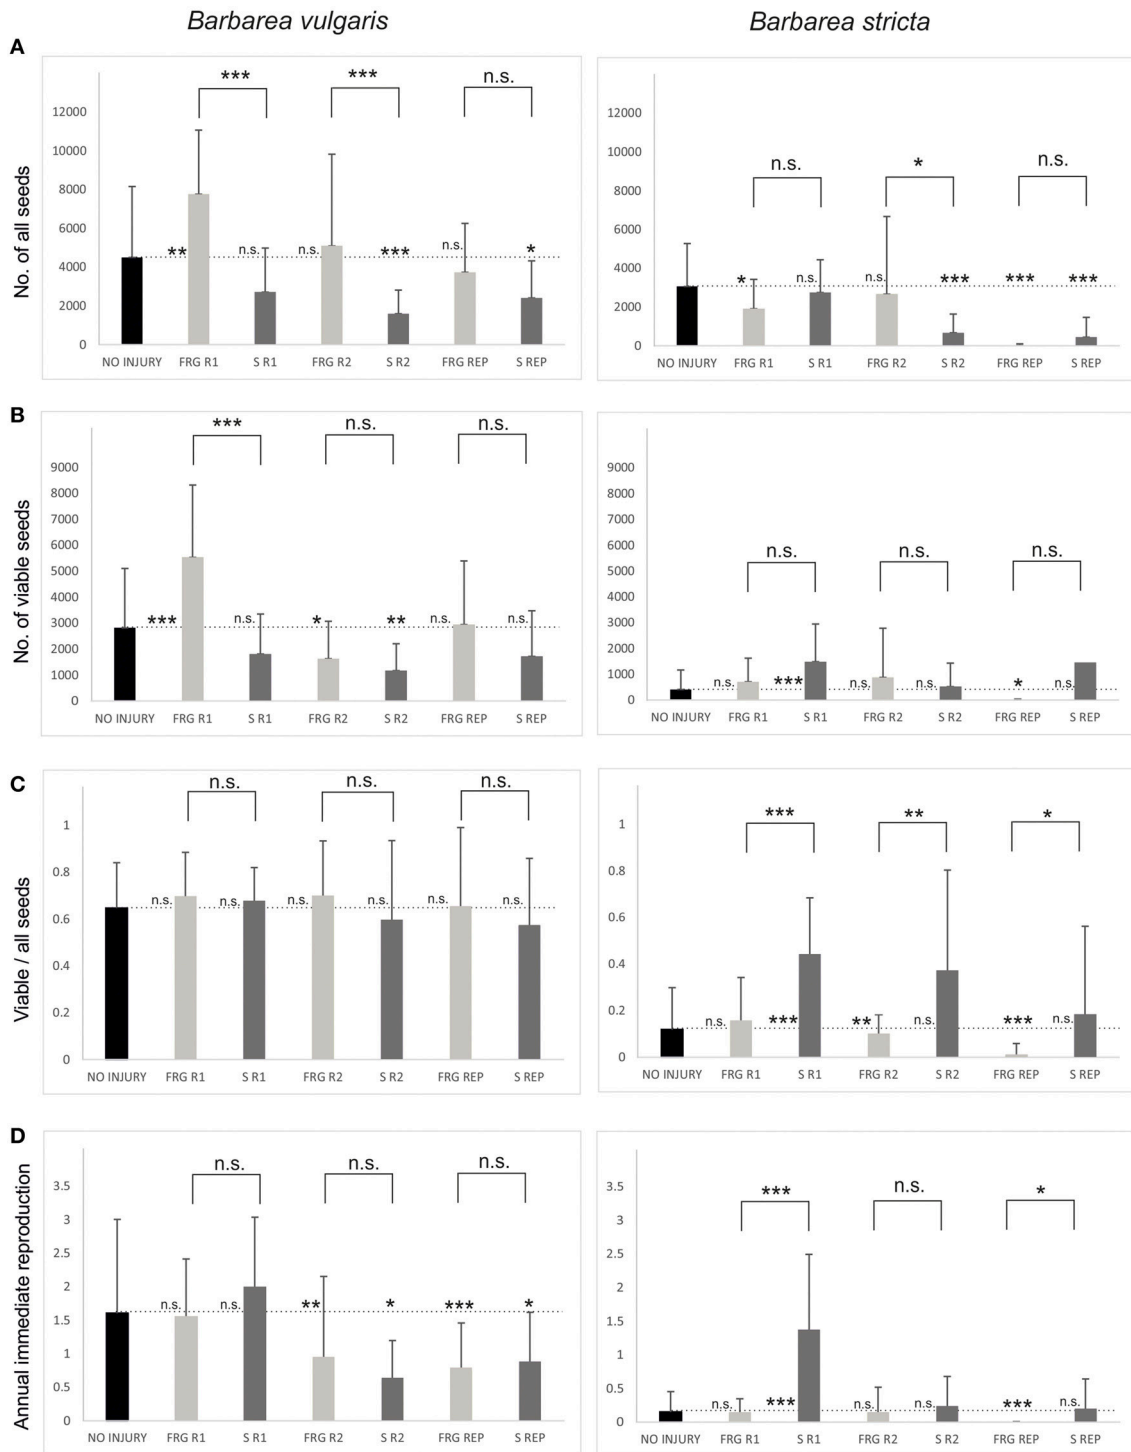 Barbarea vulgaris
Barbarea stricta
A
No. of all seeds
12000
10000
8000
6000
4000
2000
0
*** *** n.s.
** n.s. n.s. *** n.s. *
NO INJURY FRG R1 S R1 FRG R2 S R2 FRG REP S REP
12000
10000
8000
6000
4000
2000
0
n.s. * n.s.
* n.s. n.s. *** *** ***
NO INJURY FRG R1 S R1 FRG R2 S R2 FRG REP S REP
B
No. of viable seeds
9000
8000
7000
6000
5000
4000
3000
2000
1000
0
*** n.s. n.s.
*** n.s. * ** n.s. n.s.
NO INJURY FRG R1 S R1 FRG R2 S R2 FRG REP S REP
9000
8000
7000
6000
5000
4000
3000
2000
1000
0
n.s. n.s. n.s.
n.s. *** n.s. n.s. * n.s.
NO INJURY FRG R1 S R1 FRG R2 S R2 FRG REP S REP
C
Viable / all seeds
1
0.8
0.6
0.4
0.2
0
n.s. n.s. n.s.
n.s. n.s. n.s. n.s. n.s. n.s.
NO INJURY FRG R1 S R1 FRG R2 S R2 FRG REP S REP
1
0.8
0.6
0.4
0.2
0
*** ** *
n.s. *** ** n.s. *** n.s.
NO INJURY FRG R1 S R1 FRG R2 S R2 FRG REP S REP
D
Annual immediate reproduction
3.5
3
2.5
2
1.5
1
0.5
0
n.s. n.s. n.s.
n.s. n.s. ** * *** *
NO INJURY FRG R1 S R1 FRG R2 S R2 FRG REP S REP
3.5
3
2.5
2
1.5
1
0.5
0
*** n.s. *
n.s. *** n.s. n.s. *** n.s.
NO INJURY FRG R1 S R1 FRG R2 S R2 FRG REP S REP